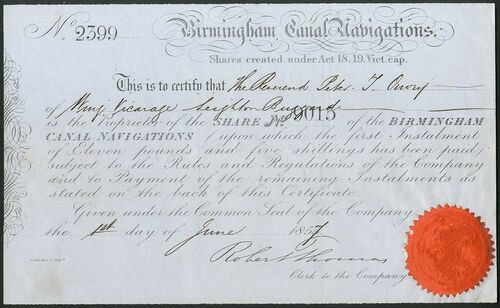 No. 2399 Birmingham Canal Navigations.
Shares created under Act 18.19.Vict.cap.
This is to certify that The Reverend Peter T. Ouvry
of Wing Vicarage Leighton Buzzard
is the Proprietor of the SHARE No. 9015 of the BIRMINGHAM
CANAL NAVIGATIONS upon which the first Instalment
of Eleven pounds and five shillings has been paid,
subject to the Rules and Regulations of the Company
and to Payment of the remaining Instalments as
stated on the back of this Certificate.
Given under the Common Seal of the Company
the 1st day of June 1857
Robert Thomas
Clerk to the Company